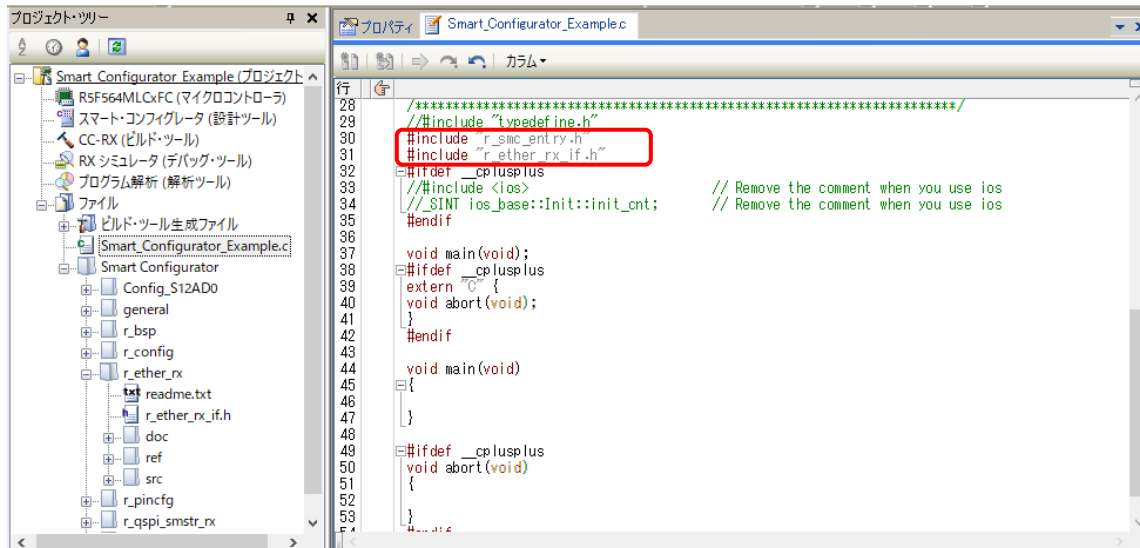 プロジェクト・ツリー
Smart_Configurator_Example (プロジェクト
R5F564MLCxFC (マイクロコントローラ)
スマート・コンフィグレータ (設計ツール)
CC-RX (ビルド・ツール)
RX シミュレータ (デバッグ・ツール)
プログラム解析 (解析ツール)
ファイル
ビルド・ツール生成ファイル
Smart_Configurator_Example.c
Smart Configurator
Config_S12AD0
general
r_bsp
r_config
r_ether_rx
readme.txt
r_ether_rx_if.h
doc
ref
src
r_pincfg
r_qspi_smstr_rx
プロパティ Smart_Configurator_Example.c
カラム
行
28 /***********************************************************************/
29 //#include "typedefine.h"
30 #include "r_smc_entry.h"
31 #include "r_ether_rx_if.h"
32 #ifdef __cplusplus
33 //#include <ios> // Remove the comment when you use ios
34 //_SINT ios_base::Init::init_cnt; // Remove the comment when you use ios
35 #endif
36
37 void main(void);
38 #ifdef __cplusplus
39 extern "C" {
40 void abort(void);
41 }
42 #endif
43
44 void main(void)
45 {
46
47 }
48
49 #ifdef __cplusplus
50 void abort(void)
51 {
52
53 }